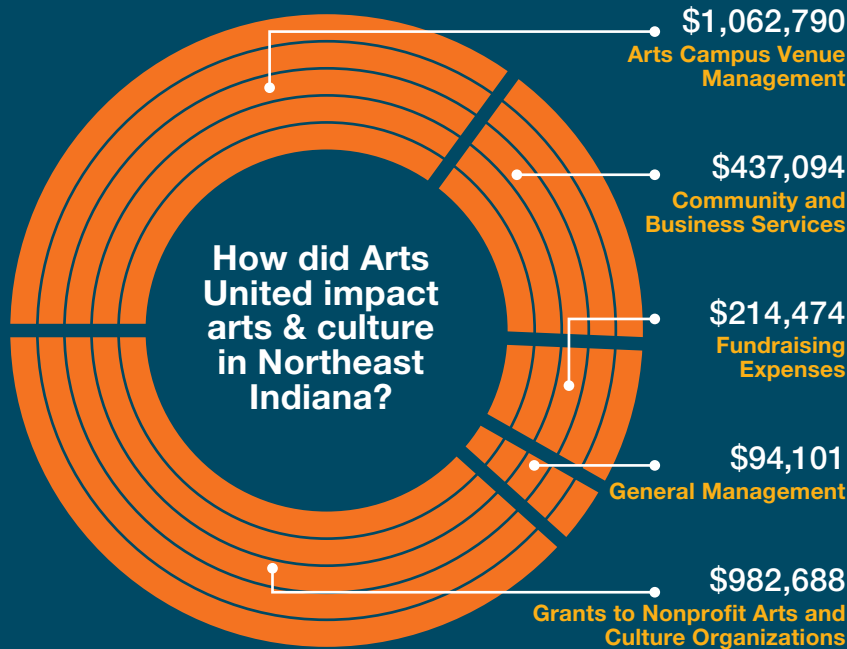 How did Arts
United impact
arts & culture
in Northeast
Indiana?
$1,062,790
Arts Campus Venue
Management
$437,094
Community and
Business Services
$214,474
Fundraising
Expenses
$94,101
General Management
$982,688
Grants to Nonprofit Arts and
Culture Organizations